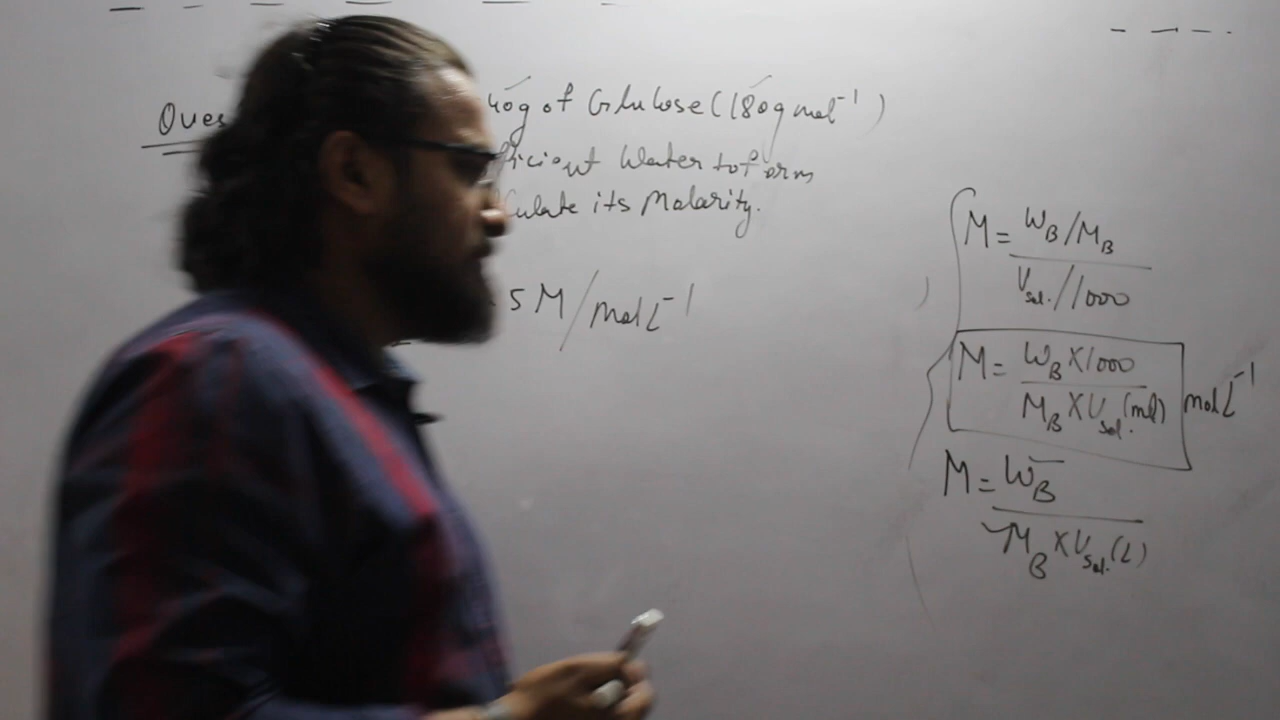 Ques 40g of Glulose (180g mol⁻¹)
ficient Water to form
culate its Molarity.
5 M / mol L⁻¹
M = W_B / M_B
V_sol. / 1000
M = W_B X 1000
M_B X V_sol. (ml) mol L⁻¹
M = W_B
M_B X V_sol. (L)